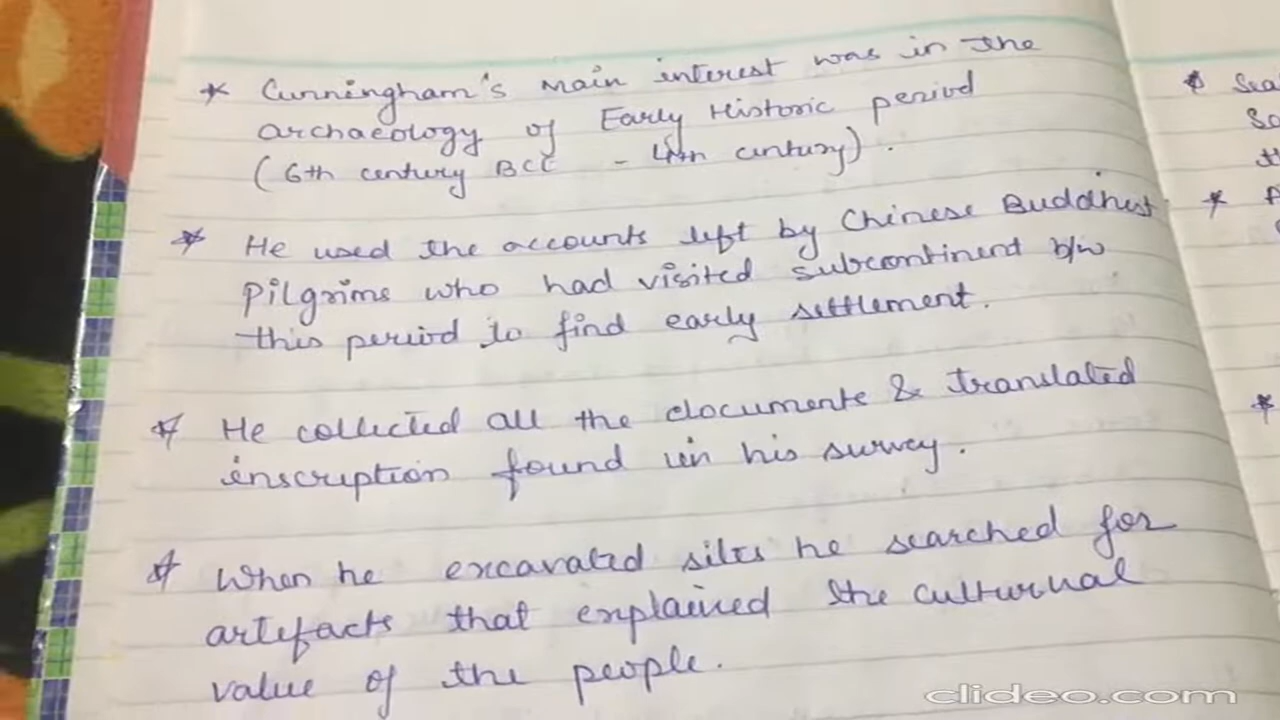 * Cunningham's main interest was in the
archaeology of Early Historic period
(6th century BCC - 4th century).
* He used the accounts left by Chinese Buddhist
Pilgrims who had visited subcontinent b/w
this period to find early settlement.
* He collected all the documents & translated
inscription found in his survey.
* When he excavated sites he searched for
artefacts that explained the culturual
value of the people.
clideo.com